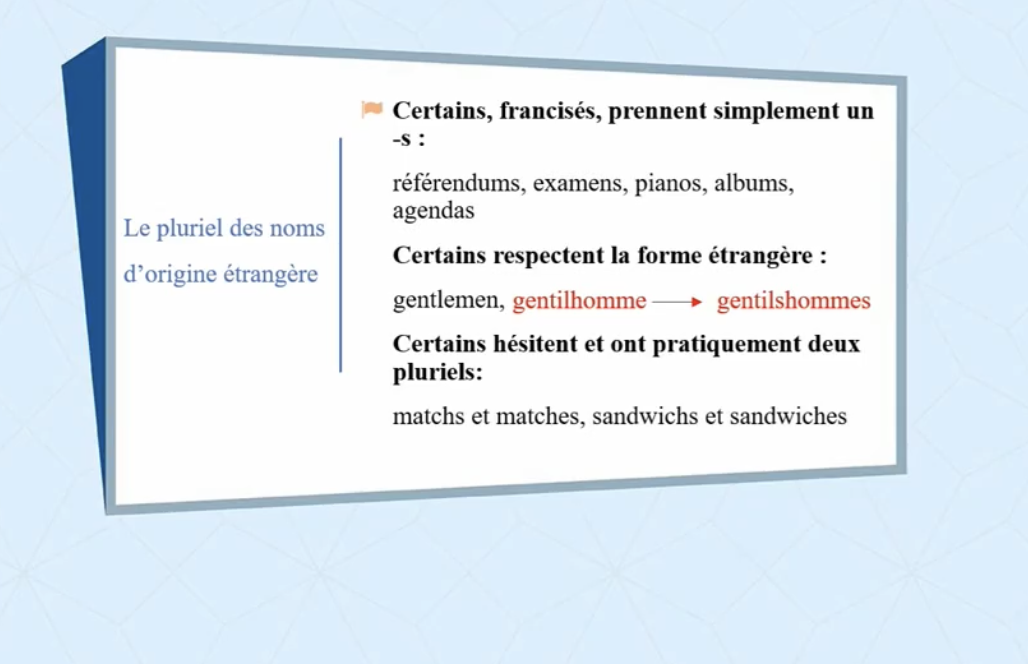 Le pluriel des noms
d’origine étrangère
Certains, francisés, prennent simplement un
-s :
référendums, examens, pianos, albums,
agendas
Certains respectent la forme étrangère :
gentlemen, gentilhomme → gentilshommes
Certains hésitent et ont pratiquement deux
pluriels:
matchs et matches, sandwichs et sandwiches